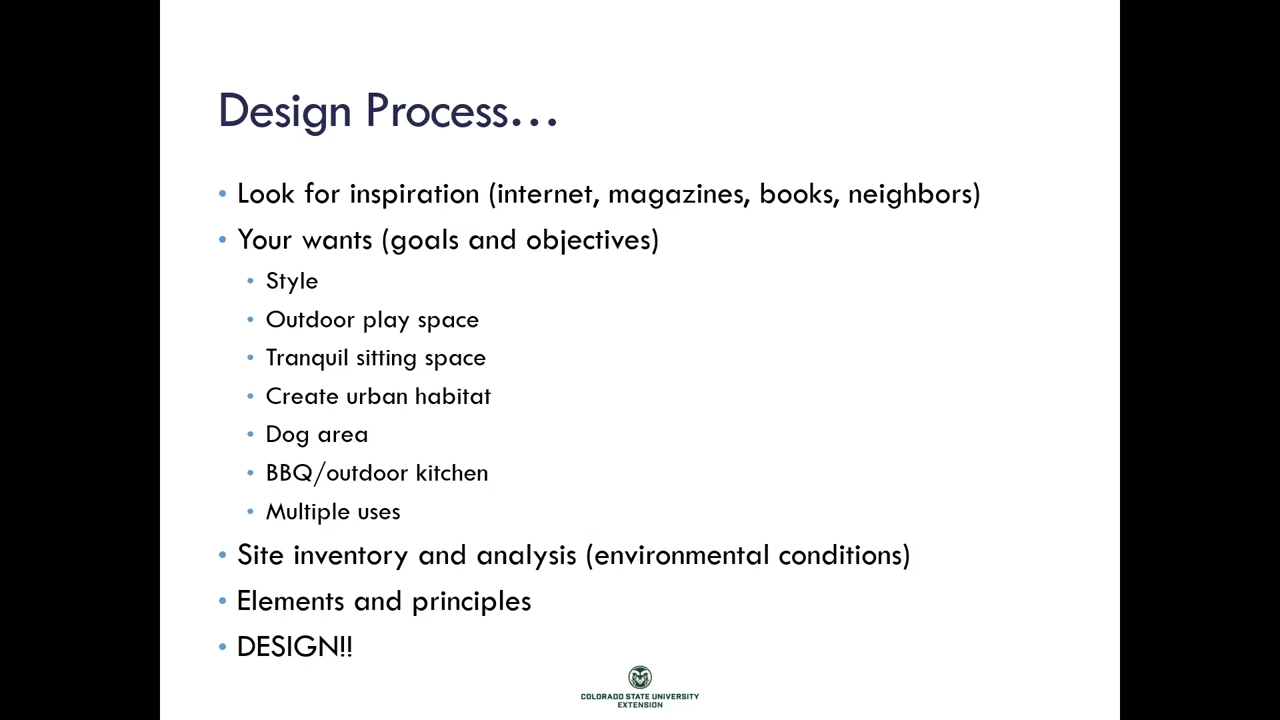 Design Process…
• Look for inspiration (internet, magazines, books, neighbors)
• Your wants (goals and objectives)
• Style
• Outdoor play space
• Tranquil sitting space
• Create urban habitat
• Dog area
• BBQ/outdoor kitchen
• Multiple uses
• Site inventory and analysis (environmental conditions)
• Elements and principles
• DESIGN!!
COLORADO STATE UNIVERSITY
EXTENSION